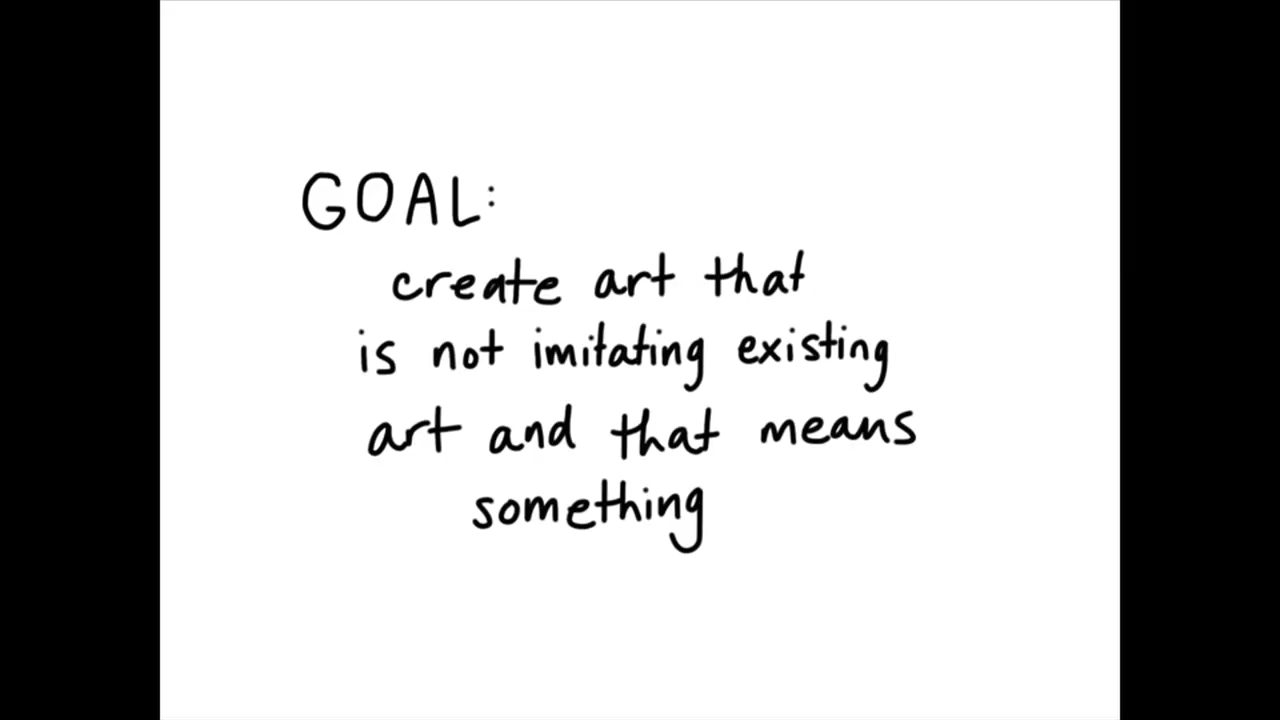 GOAL:
create art that
is not imitating existing
art and that means
something